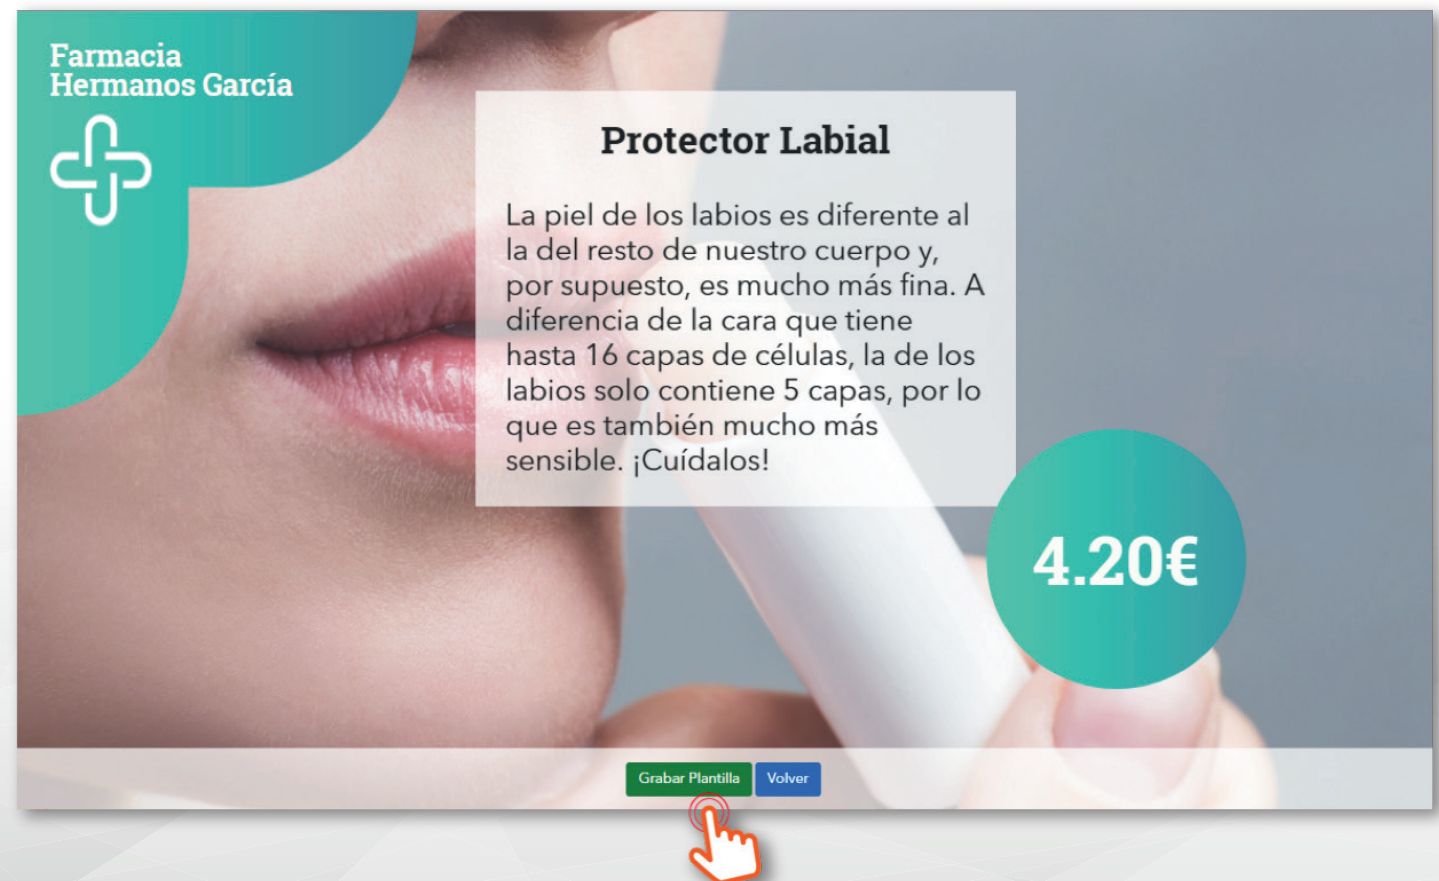 Farmacia
Hermanos García
Protector Labial
La piel de los labios es diferente al
la del resto de nuestro cuerpo y,
por supuesto, es mucho más fina. A
diferencia de la cara que tiene
hasta 16 capas de células, la de los
labios solo contiene 5 capas, por lo
que es también mucho más
sensible. ¡Cuídalos!
4.20€
Grabar Plantilla
Volver